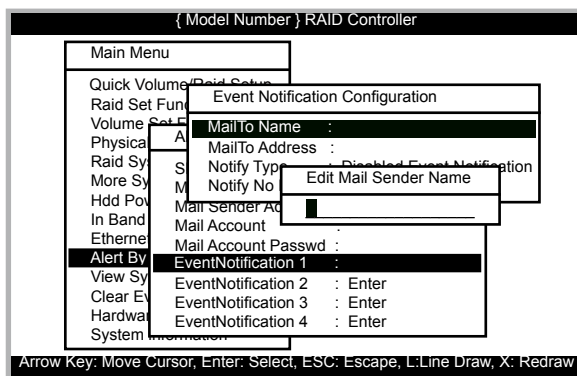 { Model Number } RAID Controller
Main Menu
Quick Volume/Raid Setup
Raid Set Func
Volume Set F
Physica
Raid Sy
More Sy
Hdd Pow
In Band
Etherne
Alert By
View Sy
Clear Ev
Hardwar
System Information
A
S
M
Mail Sender Ad
Mail Account :
Mail Account Passwd :
EventNotification 1 :
EventNotification 2 : Enter
EventNotification 3 : Enter
EventNotification 4 : Enter
Event Notification Configuration
MailTo Name :
MailTo Address :
Notify Type : Disabled Event Notification
Notify No
Edit Mail Sender Name
Arrow Key: Move Cursor, Enter: Select, ESC: Escape, L:Line Draw, X: Redraw